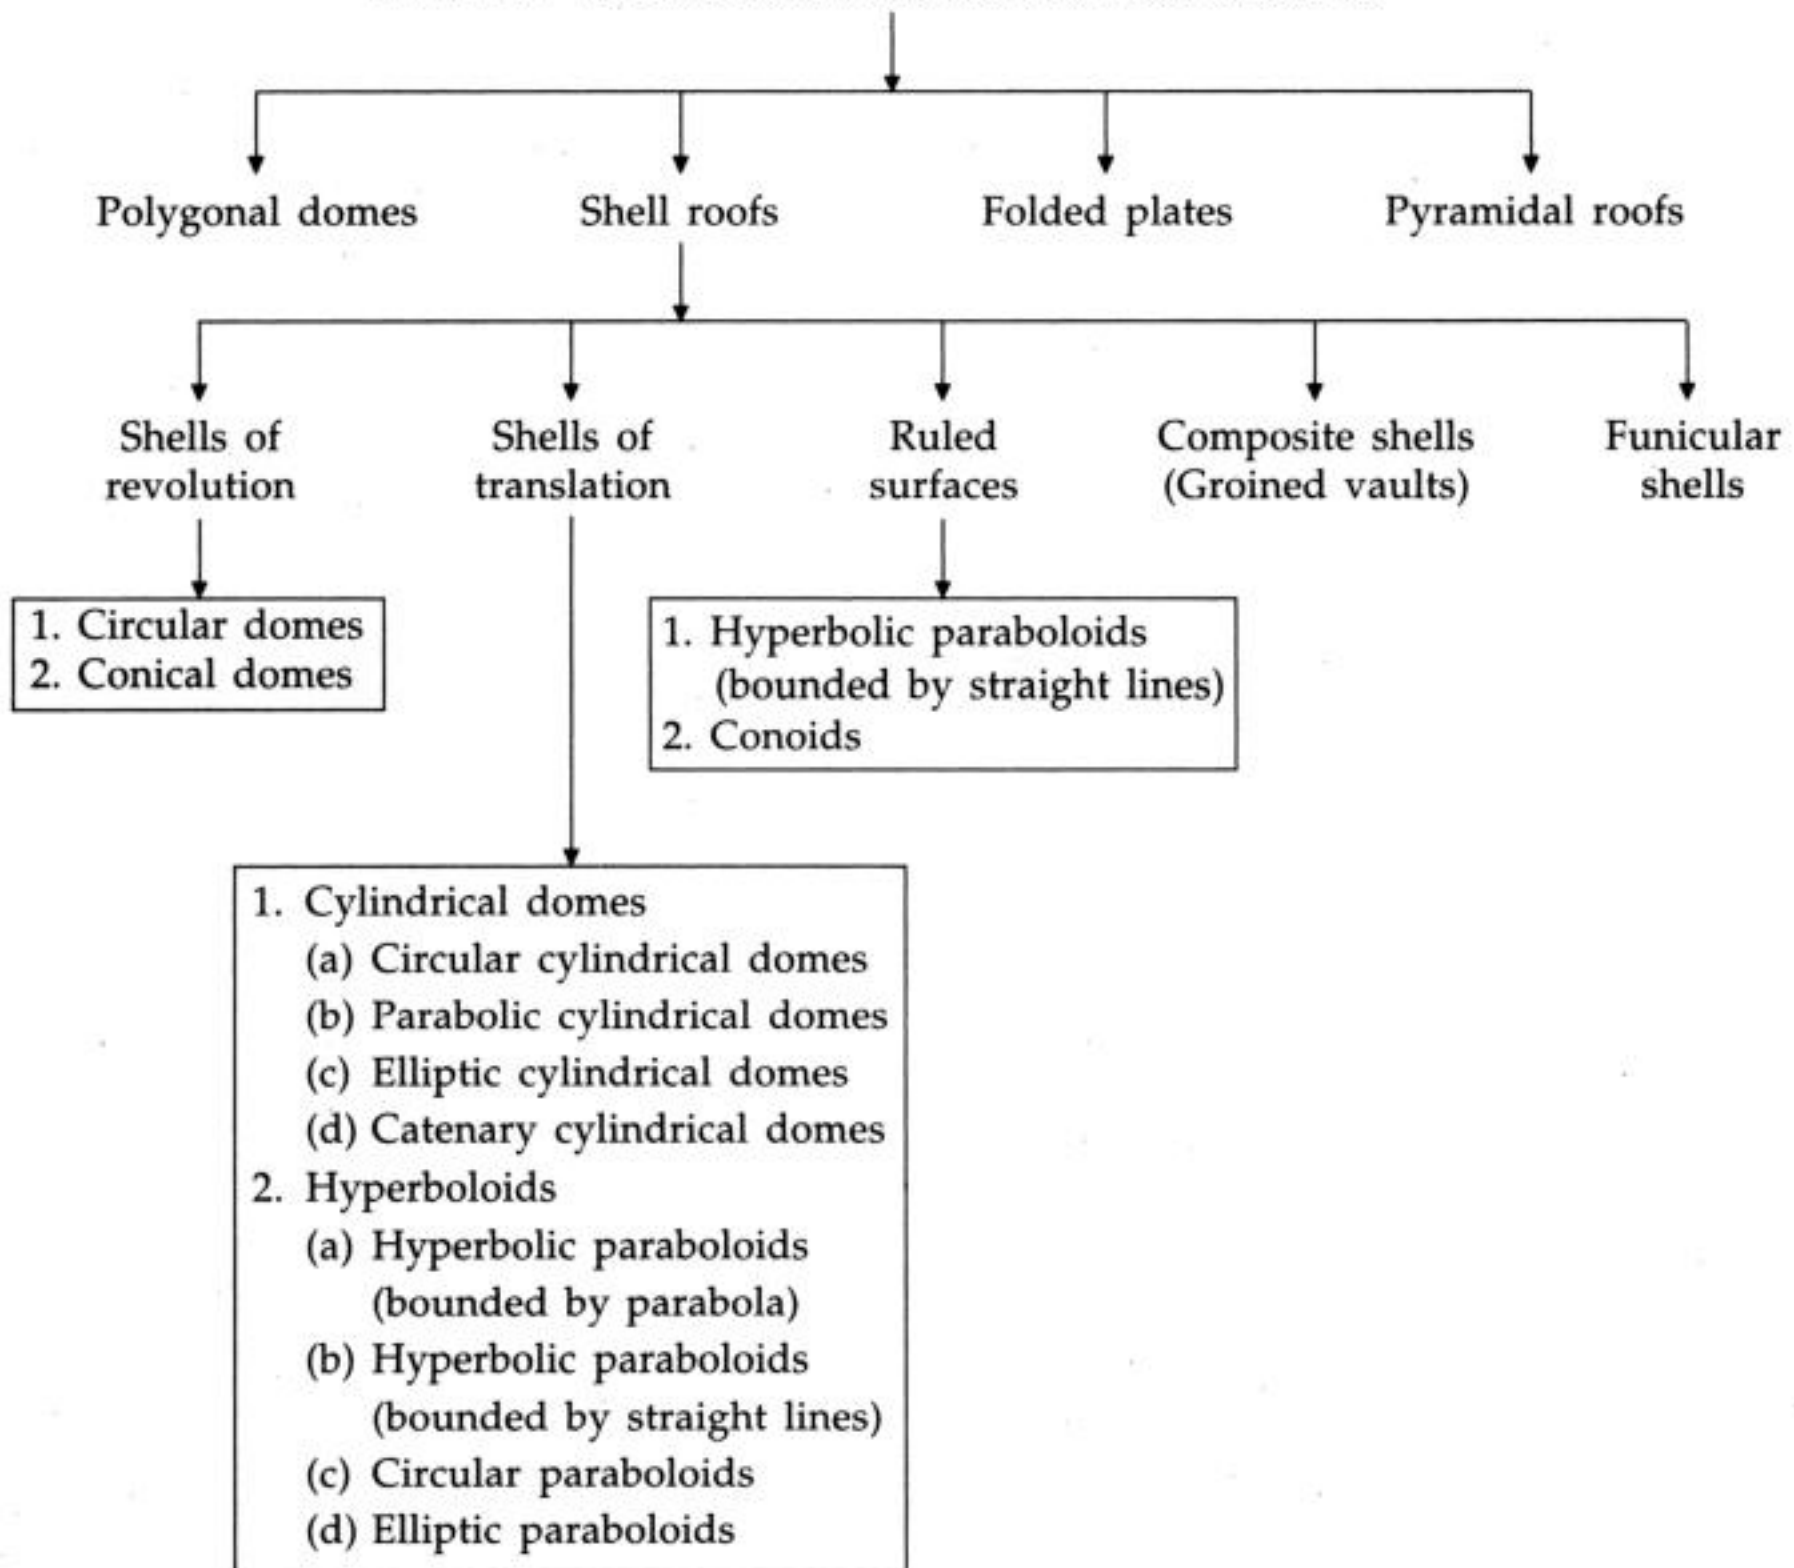 Polygonal domes
Shell roofs
Folded plates
Pyramidal roofs
Shells of
revolution
Shells of
translation
Ruled
surfaces
Composite shells
(Groined vaults)
Funicular
shells
1. Circular domes
2. Conical domes
1. Hyperbolic paraboloids
(bounded by straight lines)
2. Conoids
1. Cylindrical domes
(a) Circular cylindrical domes
(b) Parabolic cylindrical domes
(c) Elliptic cylindrical domes
(d) Catenary cylindrical domes
2. Hyperboloids
(a) Hyperbolic paraboloids
(bounded by parabola)
(b) Hyperbolic paraboloids
(bounded by straight lines)
(c) Circular paraboloids
(d) Elliptic paraboloids